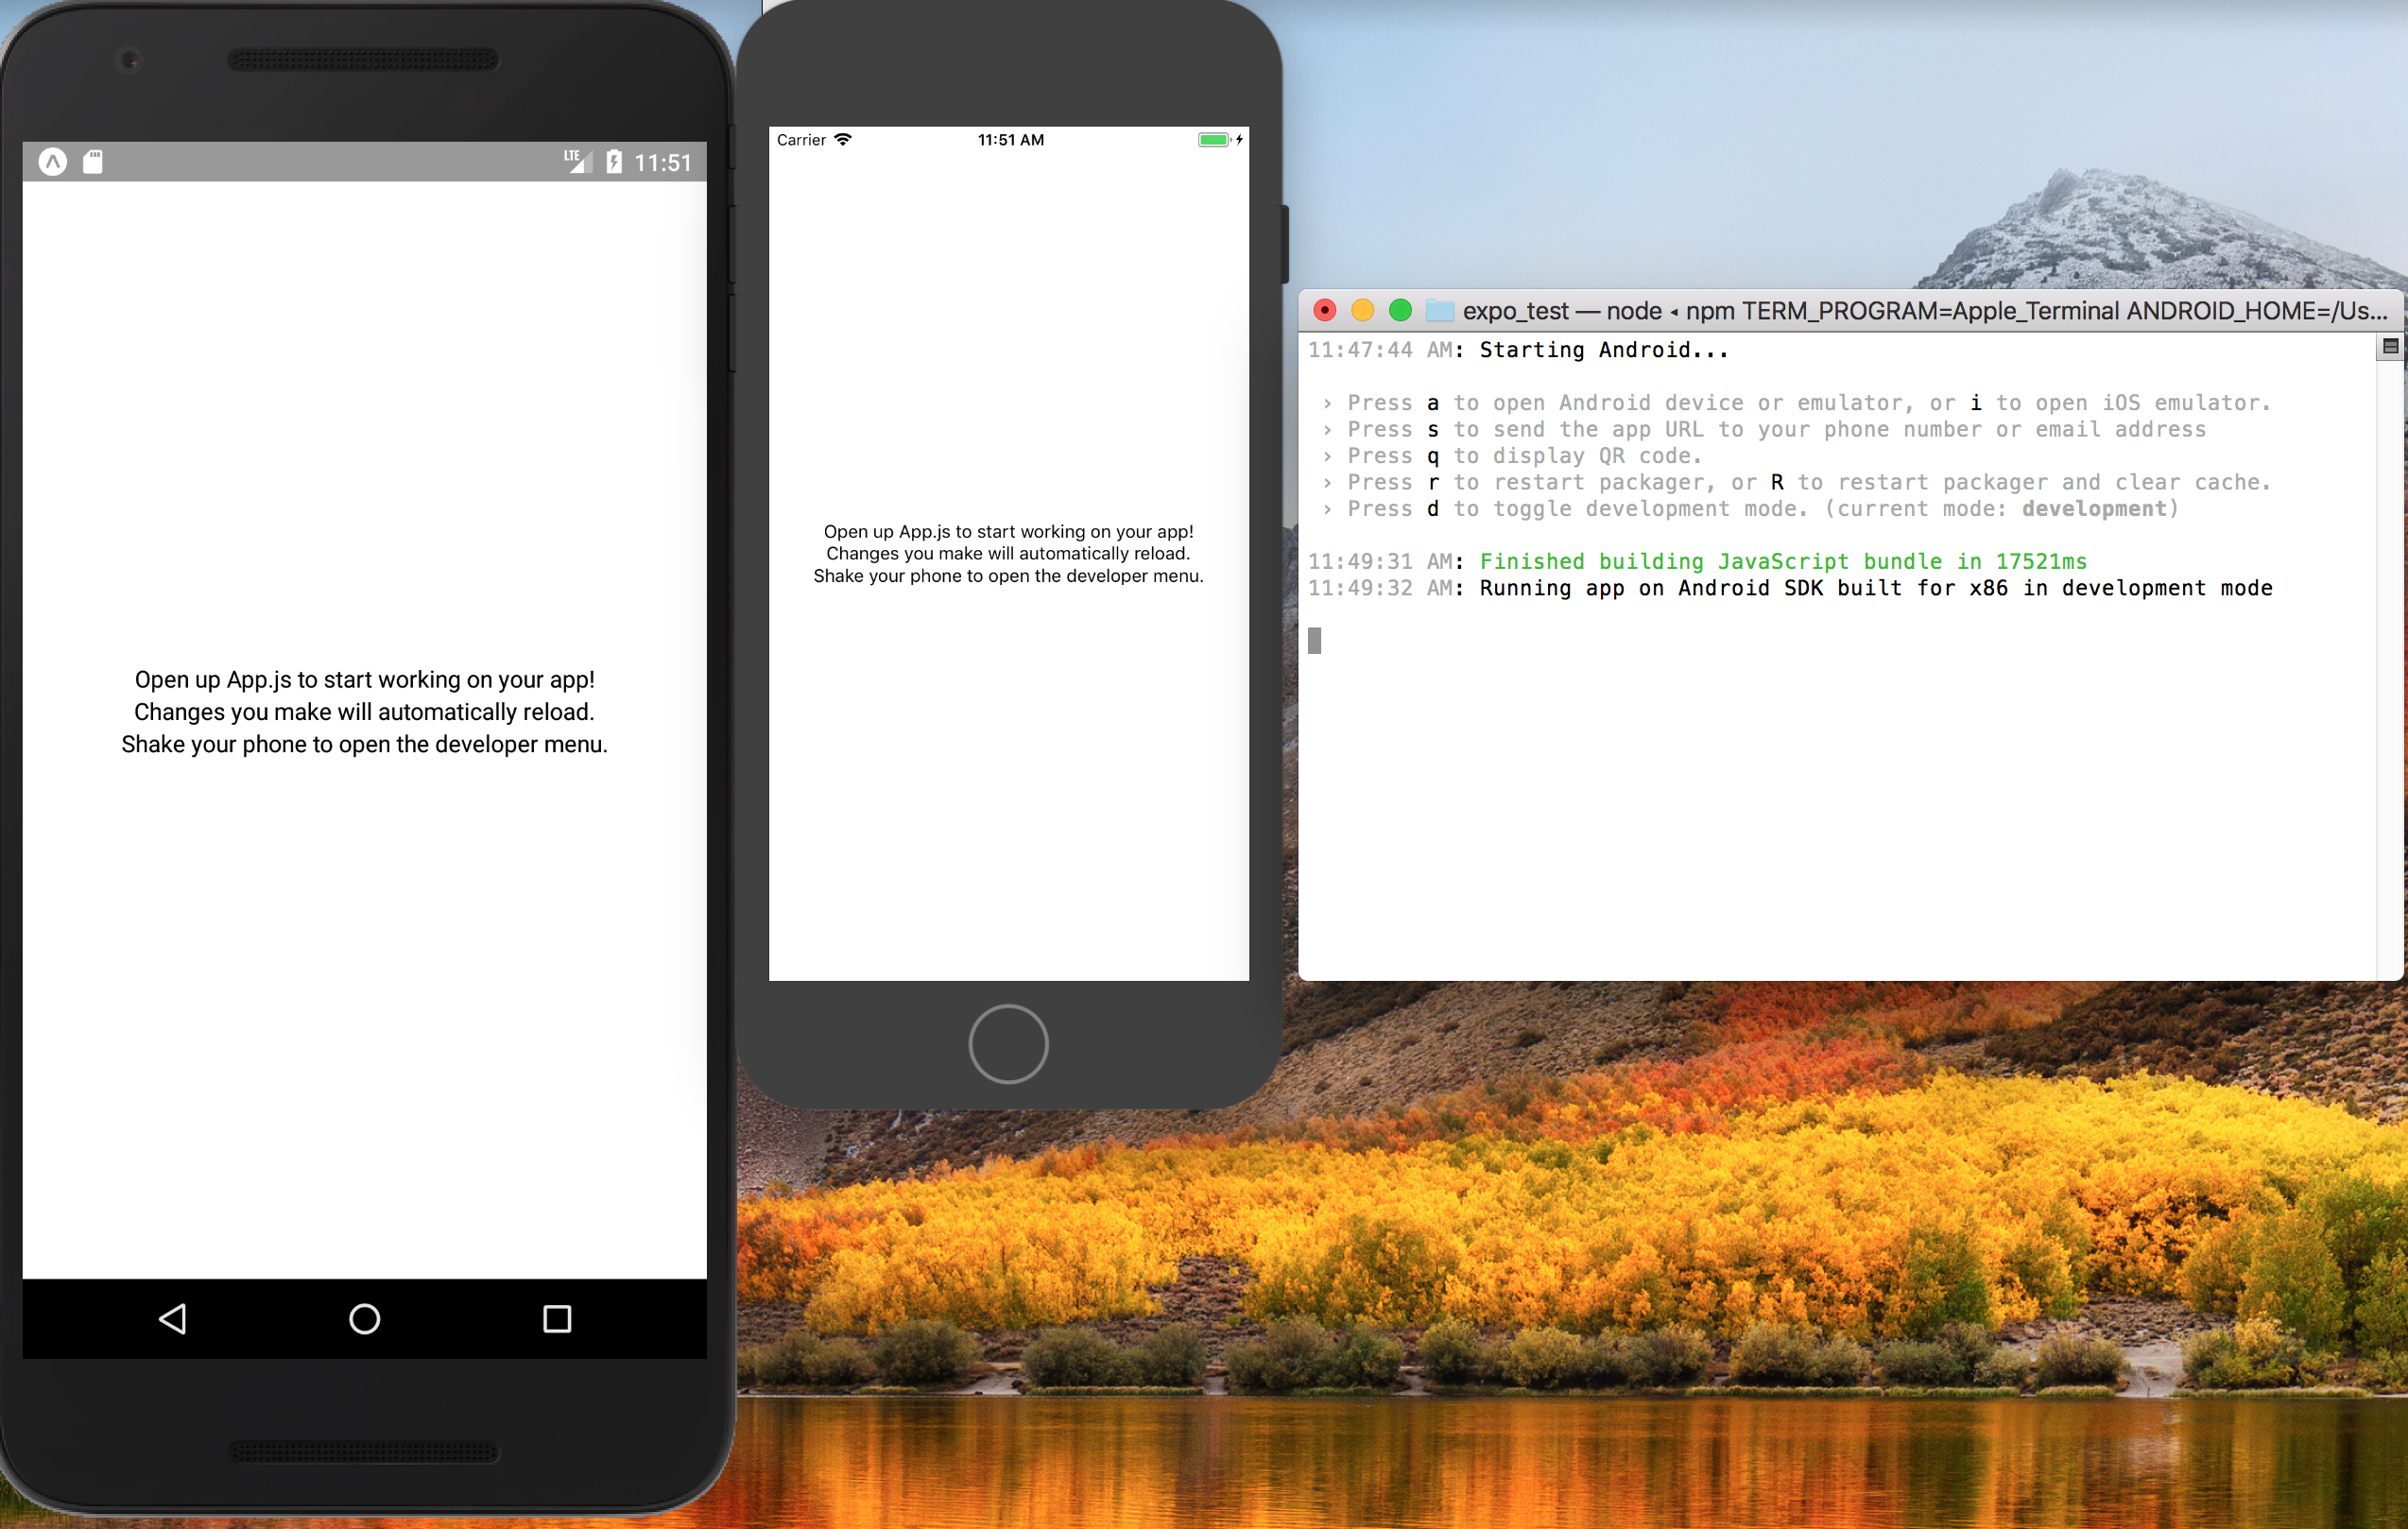 LTE 11:51
Open up App.js to start working on your app!
Changes you make will automatically reload.
Shake your phone to open the developer menu.
Carrier 11:51 AM
Open up App.js to start working on your app!
Changes you make will automatically reload.
Shake your phone to open the developer menu.
expo_test — node ◂ npm TERM_PROGRAM=Apple_Terminal ANDROID_HOME=/Us...
11:47:44 AM: Starting Android...
› Press a to open Android device or emulator, or i to open iOS emulator.
› Press s to send the app URL to your phone number or email address
› Press q to display QR code.
› Press r to restart packager, or R to restart packager and clear cache.
› Press d to toggle development mode. (current mode: development)
11:49:31 AM: Finished building JavaScript bundle in 17521ms
11:49:32 AM: Running app on Android SDK built for x86 in development mode